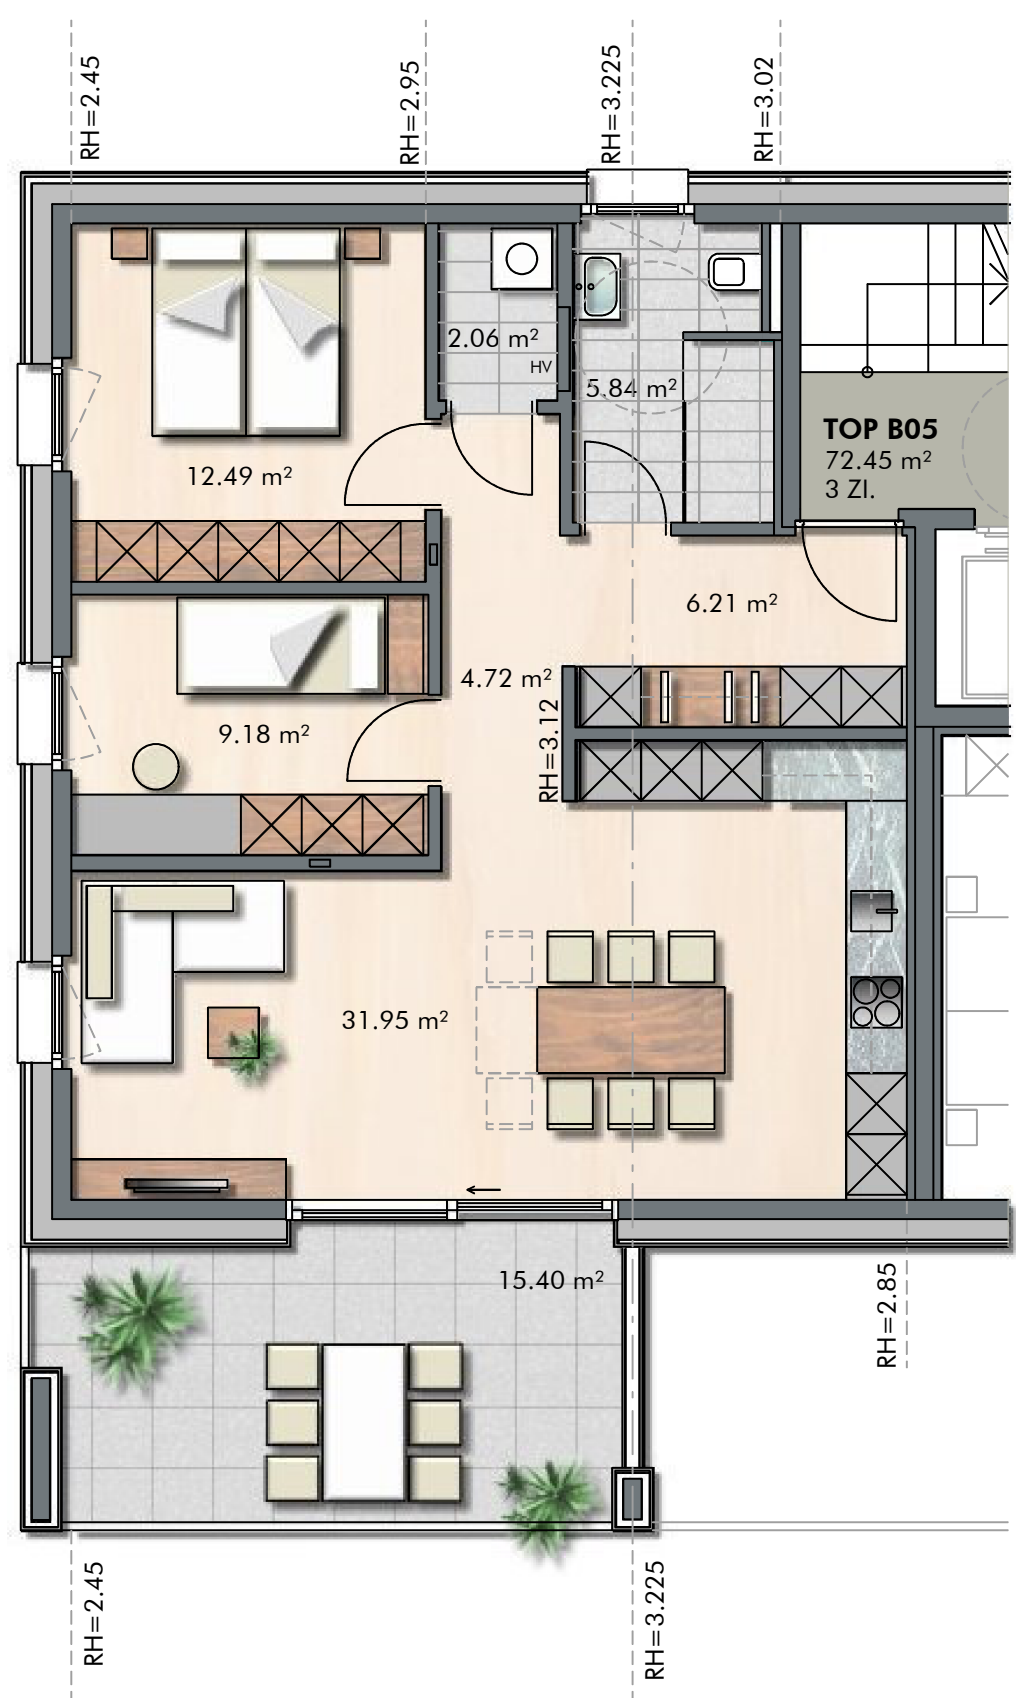 RH=2.45
RH=2.95
RH=3.225
RH=3.02
2.06 m²
HV
5.84 m²
TOP B05
72.45 m²
3 ZI.
12.49 m²
6.21 m²
4.72 m²
9.18 m²
RH=3.12
31.95 m²
15.40 m²
RH=2.85
RH=2.45
RH=3.225